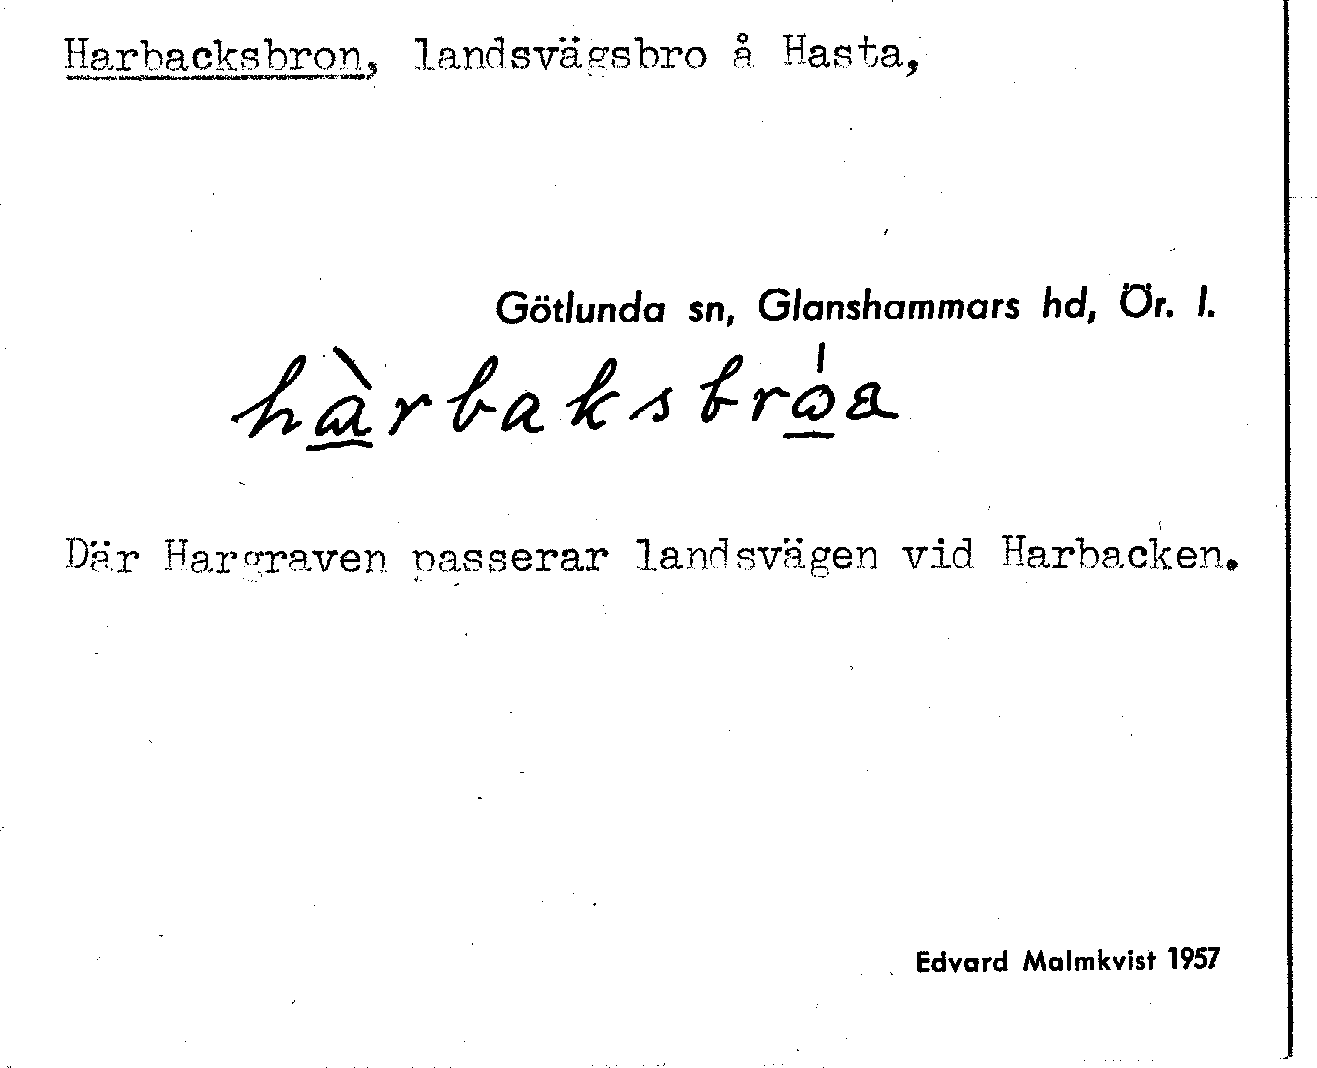 Harbacksbron, landsvägsbro å Hasta,
Götlunda sn, Glanshammars hd, Ör. l.
hàrbaksbróa
Där Hargraven passerar landsvägen vid Harbacken.
Edvard Malmkvist 1957